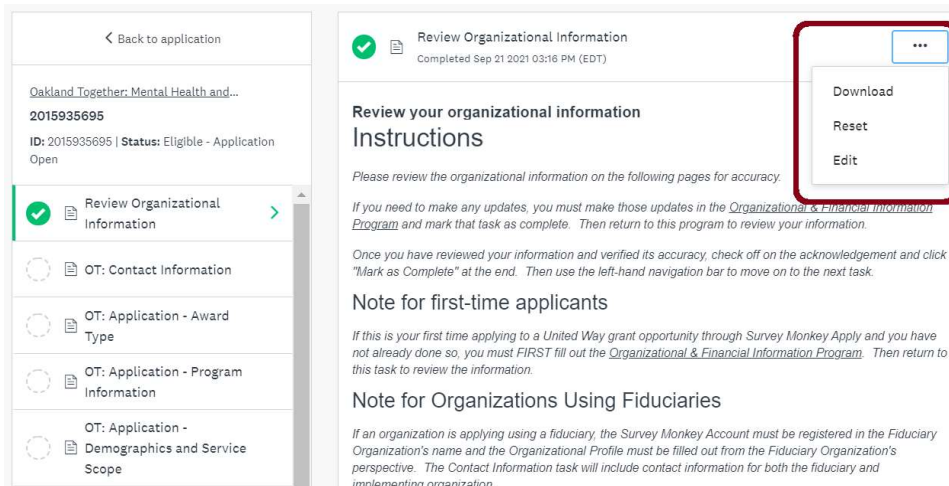 Back to application
Oakland Together: Mental Health and...
2015935695
ID: 2015935695 | Status: Eligible - Application
Open
Review Organizational
Information
OT: Contact Information
OT: Application - Award
Type
OT: Application - Program
Information
OT: Application -
Demographics and Service
Scope
Review Organizational Information
Completed Sep 21 2021 03:16 PM (EDT)
...
Download
Reset
Edit
Review your organizational information
Instructions
Please review the organizational information on the following pages for accuracy.
If you need to make any updates, you must make those updates in the Organizational & Financial Information
Program and mark that task as complete. Then return to this program to review your information.
Once you have reviewed your information and verified its accuracy, check off on the acknowledgement and click
"Mark as Complete" at the end. Then use the left-hand navigation bar to move on to the next task.
Note for first-time applicants
If this is your first time applying to a United Way grant opportunity through Survey Monkey Apply and you have
not already done so, you must FIRST fill out the Organizational & Financial Information Program. Then return to
this task to review the information.
Note for Organizations Using Fiduciaries
If an organization is applying using a fiduciary, the Survey Monkey Account must be registered in the Fiduciary
Organization's name and the Organizational Profile must be filled out from the Fiduciary Organization's
perspective. The Contact Information task will include contact information for both the fiduciary and
implementing organization.